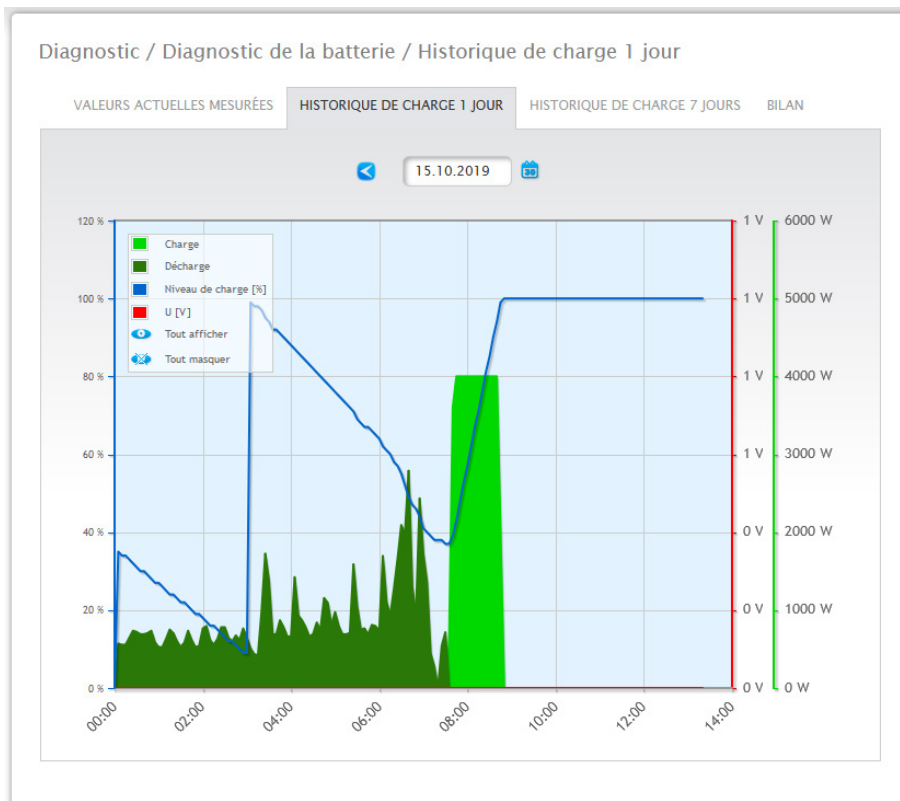 Diagnostic / Diagnostic de la batterie / Historique de charge 1 jour
VALEURS ACTUELLES MESURÉES HISTORIQUE DE CHARGE 1 JOUR HISTORIQUE DE CHARGE 7 JOURS BILAN
15.10.2019 30
120 % 1 V 6000 W
Charge
Décharge
Niveau de charge [%]
100 % 1 V 5000 W
U [V]
Tout afficher
Tout masquer
80 % 1 V 4000 W
60 % 1 V 3000 W
40 % 0 V 2000 W
20 % 0 V 1000 W
0 % 0 V 0 W
00:00 02:00 04:00 06:00 08:00 10:00 12:00 14:00